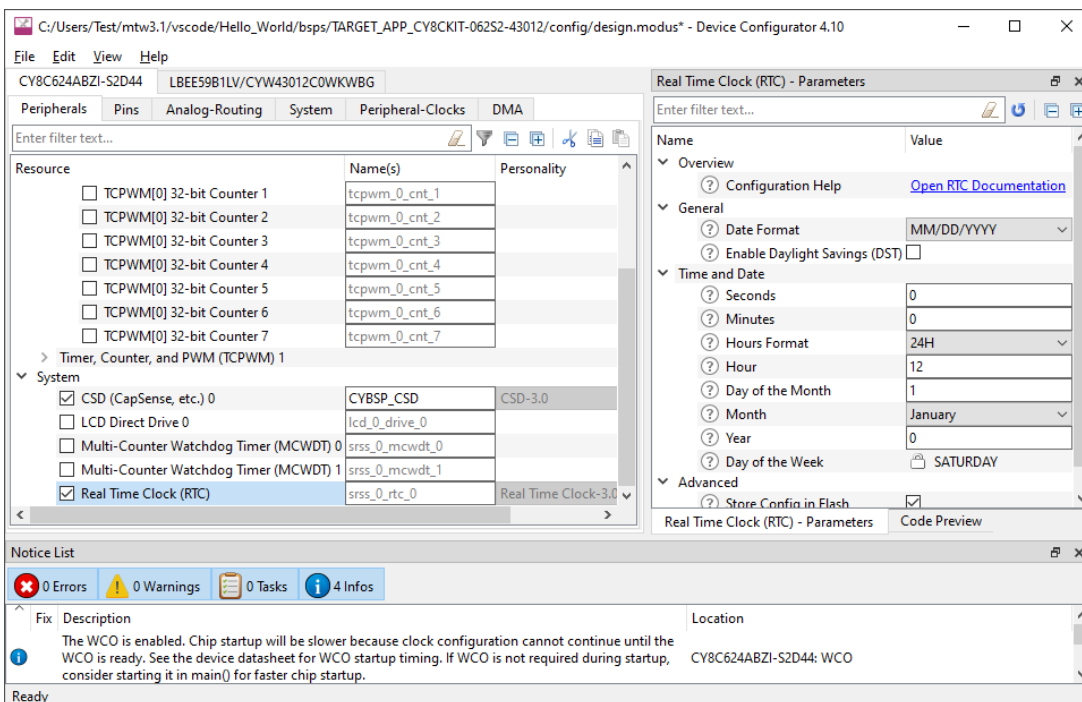 C:/Users/Test/mtw3.1/vscode/Hello_World/bsps/TARGET_APP_CY8CKIT-062S2-43012/config/design.modus* - Device Configurator 4.10
File Edit View Help
CY8C624ABZI-S2D44 LBEE59B1LV/CYW43012C0WKWBG
Peripherals Pins Analog-Routing System Peripheral-Clocks DMA
Enter filter text...
Resource Name(s) Personality
TCPWM[0] 32-bit Counter 1 tcpwm_0_cnt_1
TCPWM[0] 32-bit Counter 2 tcpwm_0_cnt_2
TCPWM[0] 32-bit Counter 3 tcpwm_0_cnt_3
TCPWM[0] 32-bit Counter 4 tcpwm_0_cnt_4
TCPWM[0] 32-bit Counter 5 tcpwm_0_cnt_5
TCPWM[0] 32-bit Counter 6 tcpwm_0_cnt_6
TCPWM[0] 32-bit Counter 7 tcpwm_0_cnt_7
Timer, Counter, and PWM (TCPWM) 1
System
CSD (CapSense, etc.) 0 CYBSP_CSD CSD-3.0
LCD Direct Drive 0 lcd_0_drive_0
Multi-Counter Watchdog Timer (MCWDT) 0 srss_0_mcwdt_0
Multi-Counter Watchdog Timer (MCWDT) 1 srss_0_mcwdt_1
Real Time Clock (RTC) srss_0_rtc_0 Real Time Clock-3.0
Real Time Clock (RTC) - Parameters
Enter filter text...
Name Value
Overview
Configuration Help Open RTC Documentation
General
Date Format MM/DD/YYYY
Enable Daylight Savings (DST)
Time and Date
Seconds 0
Minutes 0
Hours Format 24H
Hour 12
Day of the Month 1
Month January
Year 0
Day of the Week SATURDAY
Advanced
Store Config in Flash
Real Time Clock (RTC) - Parameters Code Preview
Notice List
0 Errors 0 Warnings 0 Tasks 4 Infos
Fix Description Location
The WCO is enabled. Chip startup will be slower because clock configuration cannot continue until the
WCO is ready. See the device datasheet for WCO startup timing. If WCO is not required during startup, CY8C624ABZI-S2D44: WCO
consider starting it in main() for faster chip startup.
Ready